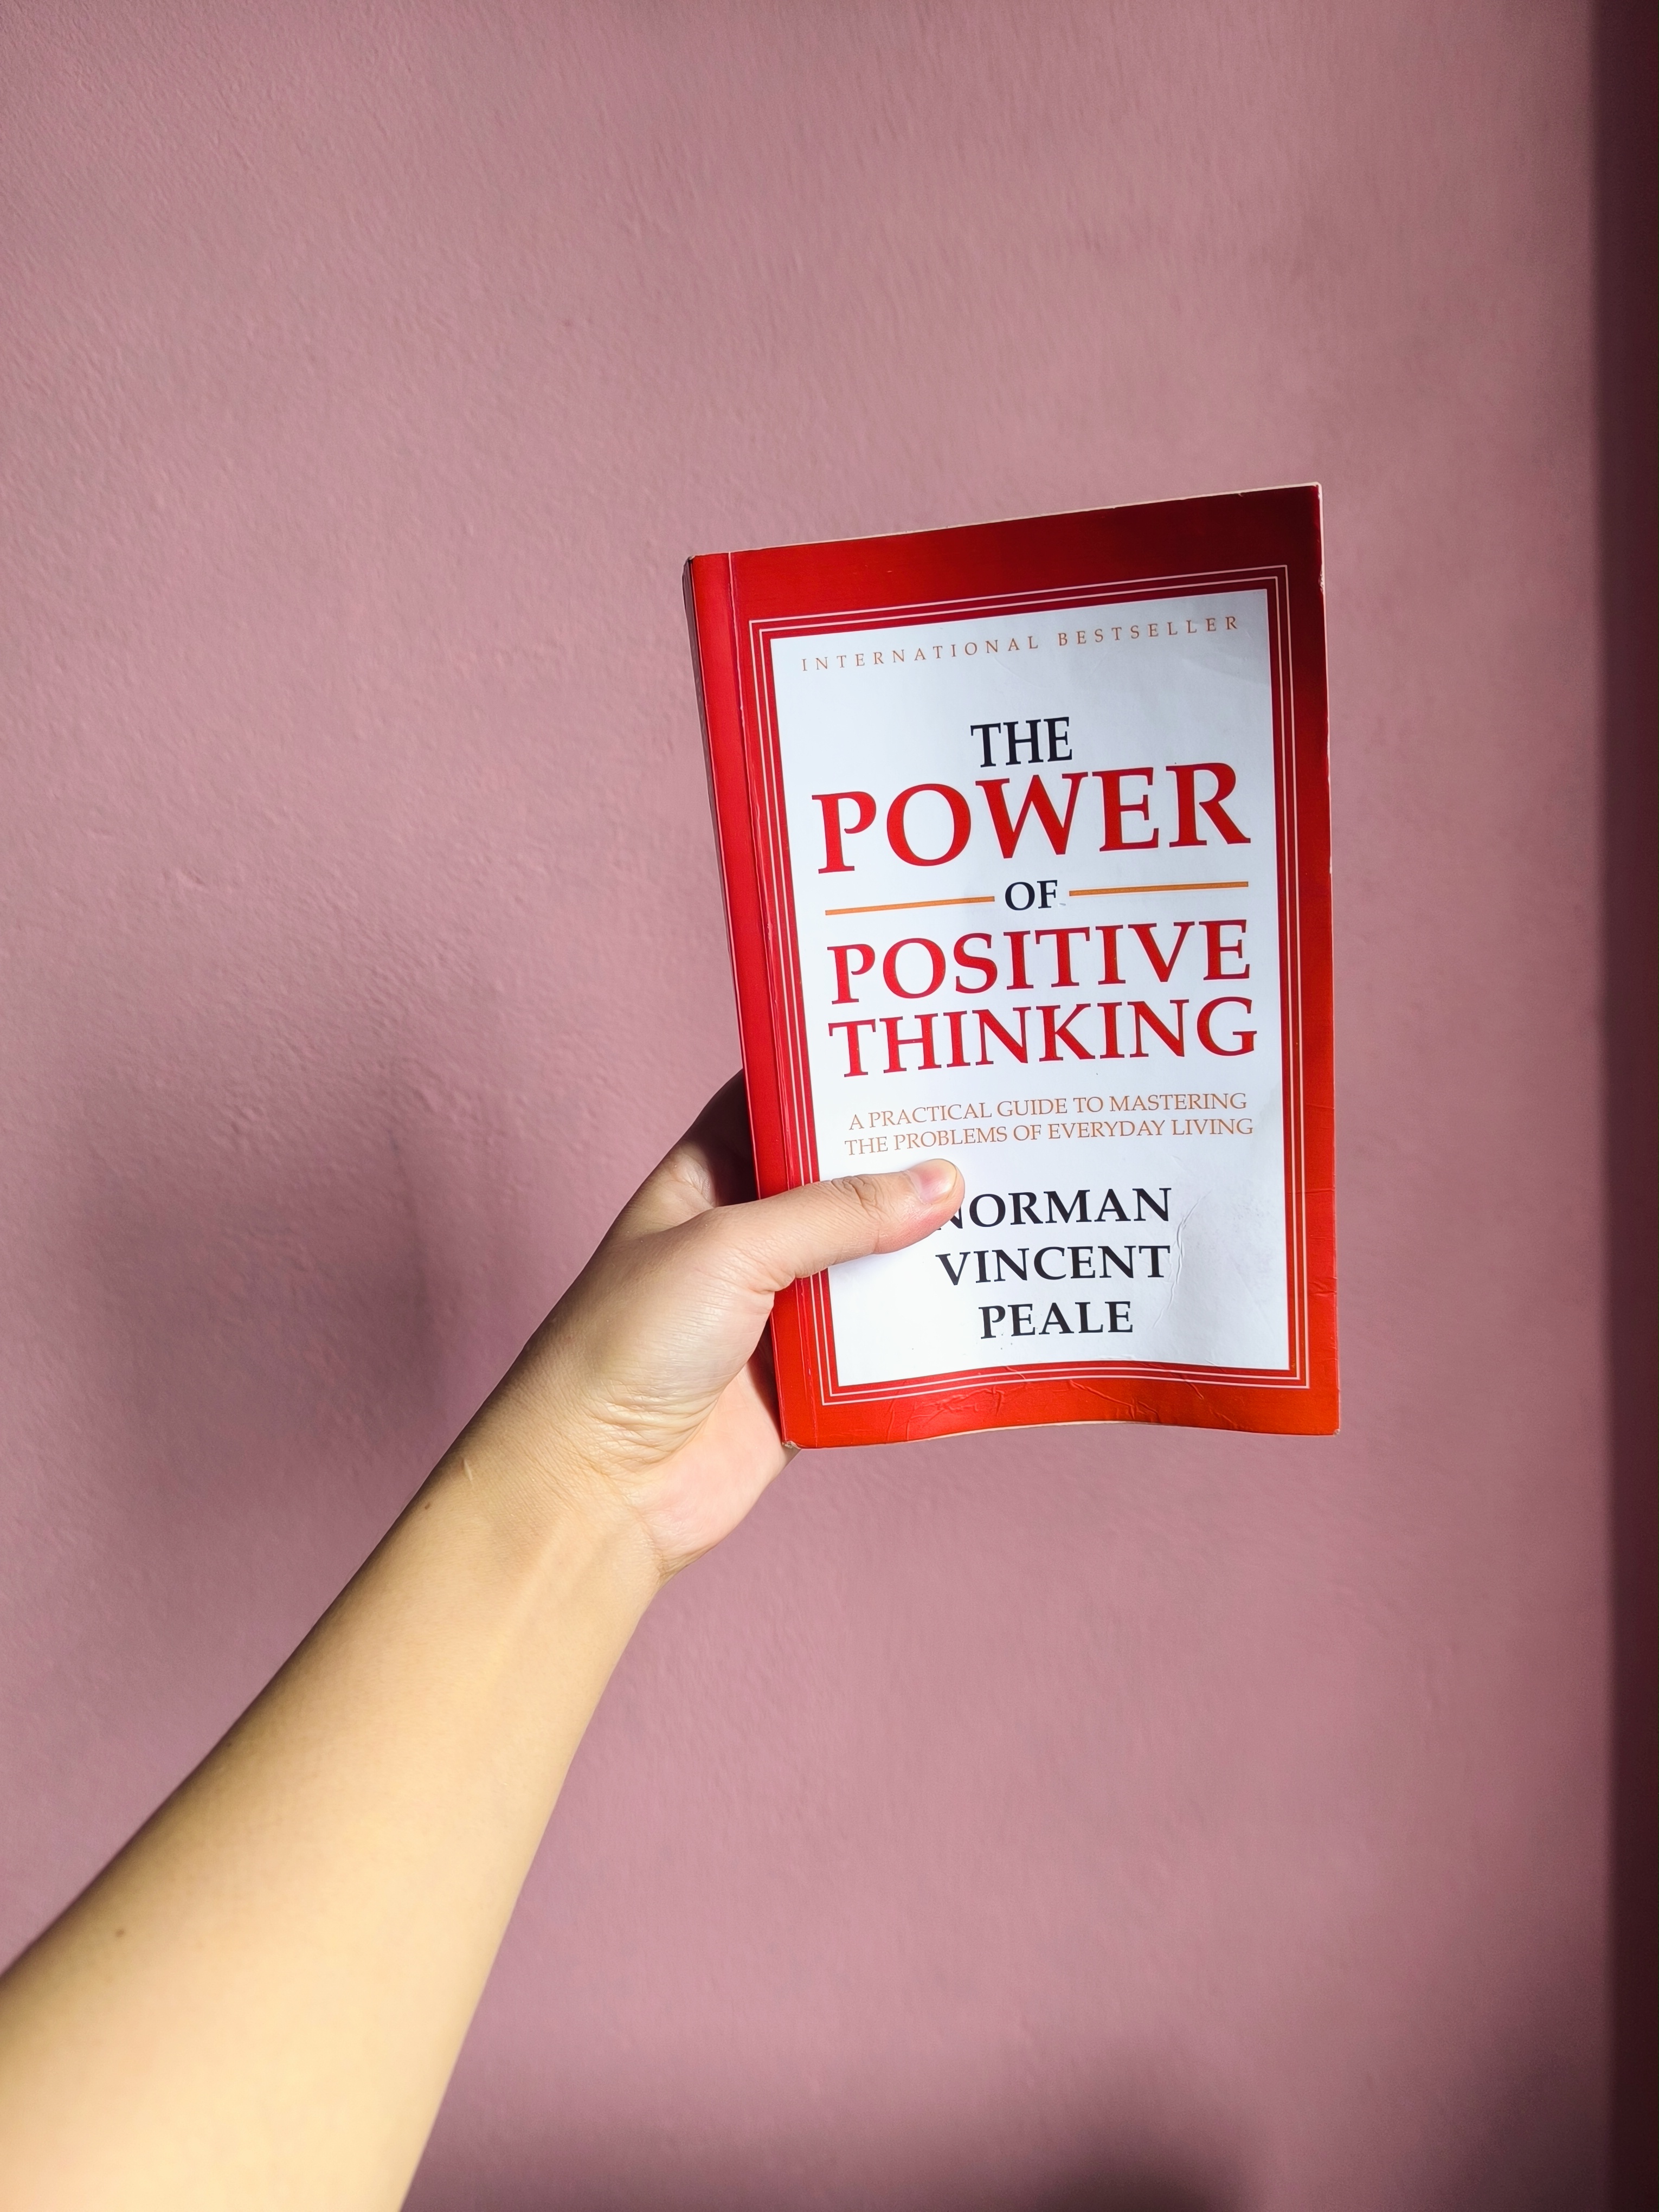 INTERNATIONAL BESTSELLER
THE
POWER
OF
POSITIVE
THINKING
A PRACTICAL GUIDE TO MASTERING
THE PROBLEMS OF EVERYDAY LIVING
NORMAN
VINCENT
PEALE